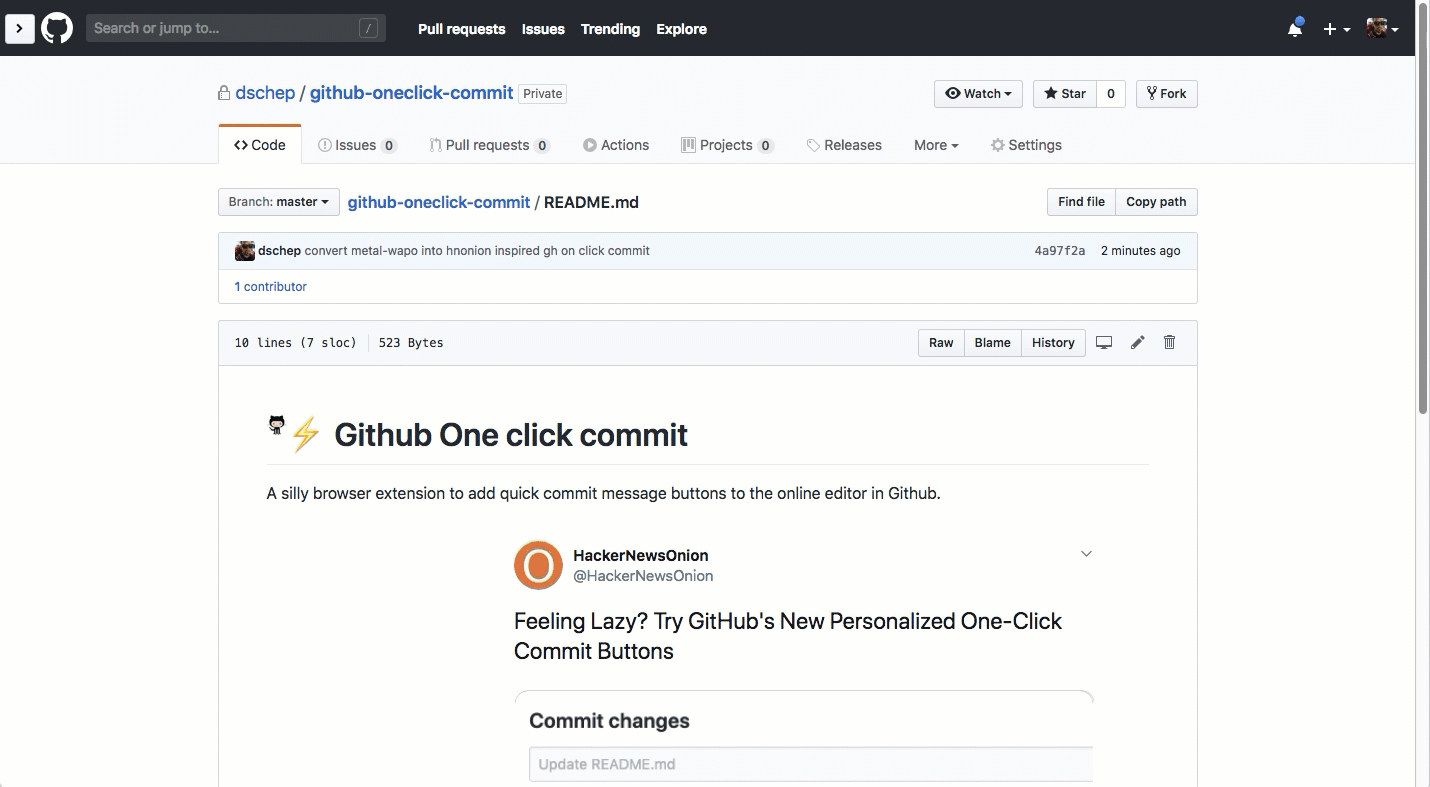 Search or jump to... / Pull requests Issues Trending Explore
dschep / github-oneclick-commit Private Watch Star 0 Fork
Code Issues 0 Pull requests 0 Actions Projects 0 Releases More Settings
Branch: master github-oneclick-commit / README.md Find file Copy path
dschep convert metal-wapo into hnonion inspired gh on click commit 4a97f2a 2 minutes ago
1 contributor
10 lines (7 sloc) 523 Bytes Raw Blame History
Github One click commit
A silly browser extension to add quick commit message buttons to the online editor in Github.
HackerNewsOnion
@HackerNewsOnion
Feeling Lazy? Try GitHub's New Personalized One-Click
Commit Buttons
Commit changes
Update README.md